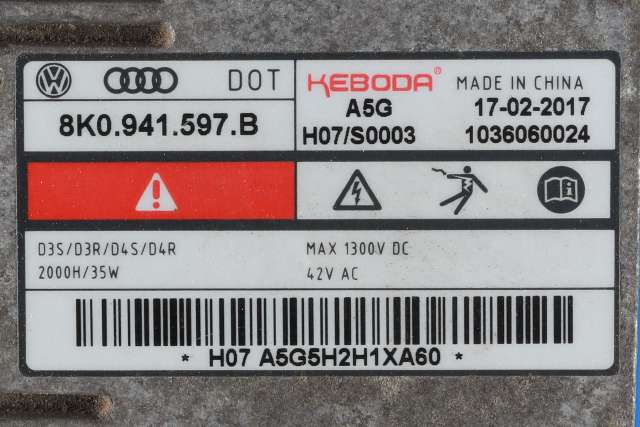 DOT
8K0.941.597.B
KEBODA® MADE IN CHINA
A5G 17-02-2017
H07/S0003 1036060024
D3S/D3R/D4S/D4R
2000H/35W
MAX 1300V DC
42V AC
* H07 A5G5H2H1XA60 *